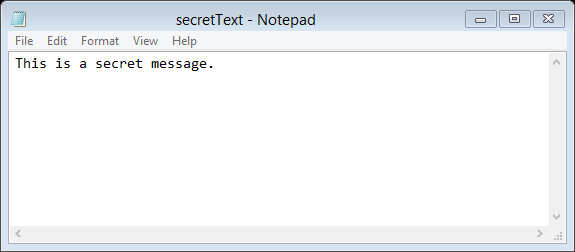 secretText - Notepad
File Edit Format View Help
This is a secret message.